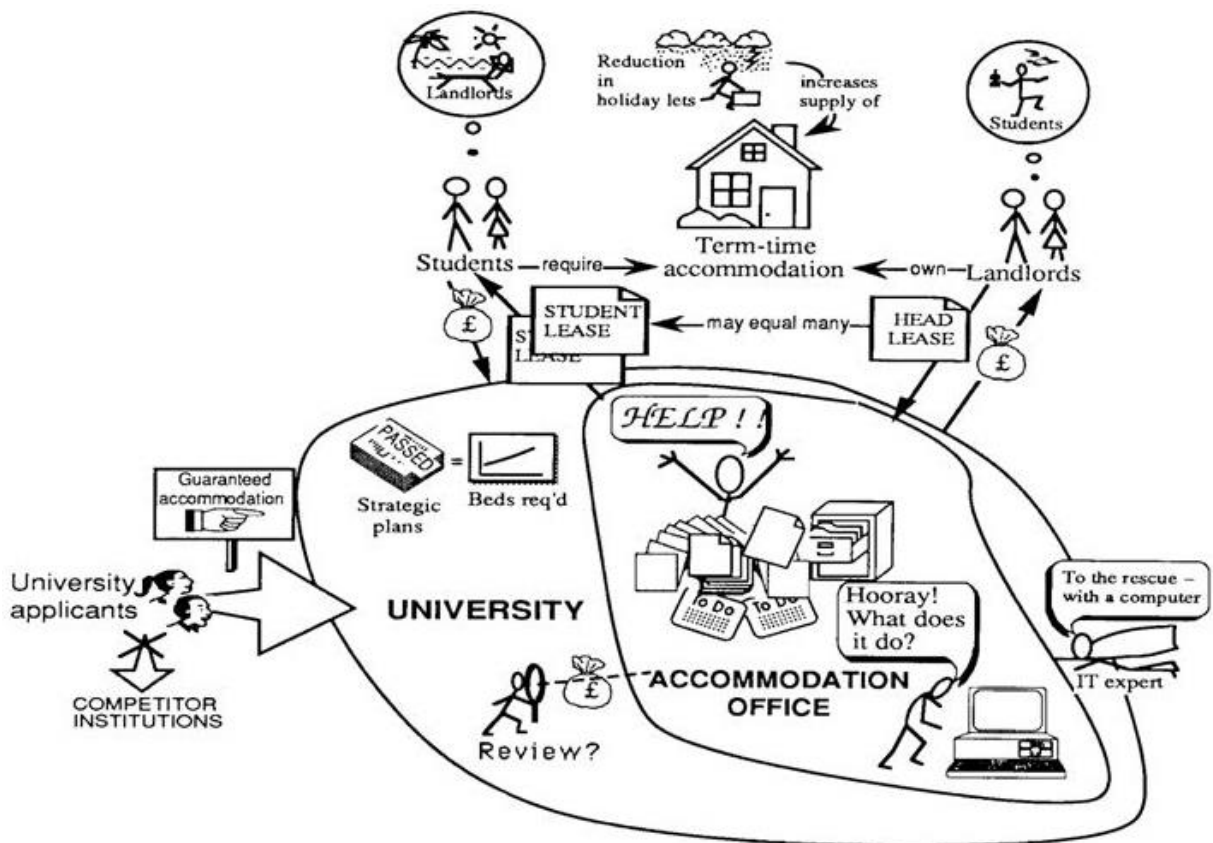 Landlords
Reduction
in
holiday lets
increases
supply of
Students
Term-time
accommodation
Students
require
own
Landlords
£
STUDENT
LEASE
ST
LEASE
may equal many
HEAD
LEASE
£
HELP ! !
PASSED
=
Strategic
plans
Beds req'd
Guaranteed
accommodation
University
applicants
COMPETITOR
INSTITUTIONS
UNIVERSITY
To Do
To Do
Hooray!
What does
it do?
To the rescue –
with a computer
IT expert
£
Review?
ACCOMMODATION
OFFICE